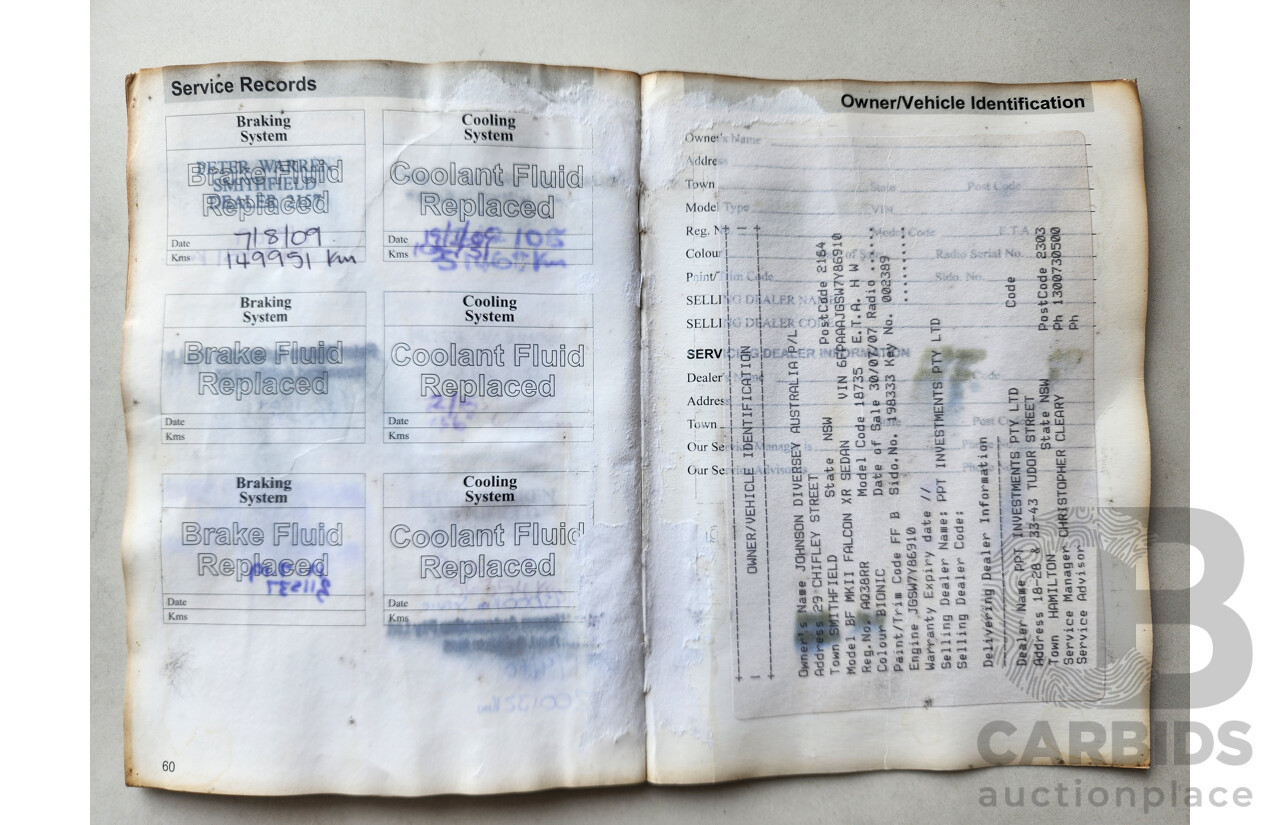 Service Records
Braking
System
Brake Fluid
Replaced
PETER WARREN
SMITHFIELD
DEALER 2157
Date 7/8/09
Kms 149951 Km
Cooling
System
Coolant Fluid
Replaced
Date
Kms
Braking
System
Brake Fluid
Replaced
Date
Kms
Cooling
System
Coolant Fluid
Replaced
Date
Kms
Braking
System
Brake Fluid
Replaced
Date
Kms
Cooling
System
Coolant Fluid
Replaced
Date
Kms
60
Owner/Vehicle Identification
Owner's Name
Address
Town State Post Code
Model Type VIN
Reg. No Model Code E.T.A.
Colour Radio Serial No.
Paint/Trim Code Sido. No.
SELLING DEALER
SELLING DEALER
SERVICING DEALER INFORMATION
Dealer's Name
Address
Town
Our Service Manager is
Our Service Advisor is
OWNER/VEHICLE IDENTIFICATION
Owner's Name JOHNSON DIVERSEY AUSTRALIA P/L
Address 29 CHIFLEY STREET
Town SMITHFIELD State NSW PostCode 2164
Model BF MKII FALCON XR SEDAN VIN 6FPAAAJGSW7Y86910
Reg.No. AQ38RR Model Code 18735 E.T.A. H W
Colour BIONIC Date of Sale 30/07/07 Radio
Paint/Trim Code FF B Sido.No. 198333 Key No. 002389
Engine JGSW7Y86910
Warranty Expiry date //
Selling Dealer Name: PPT INVESTMENTS PTY LTD
Selling Dealer Code:
Delivering Dealer Information
Dealer Name PPT INVESTMENTS PTY LTD Code
Address 18-28 & 33-43 TUDOR STREET
Town HAMILTON State NSW PostCode 2303
Service Manager CHRISTOPHER CLEARY Ph 1300730500
Service Advisor Ph
CARBIDS
auctionplace